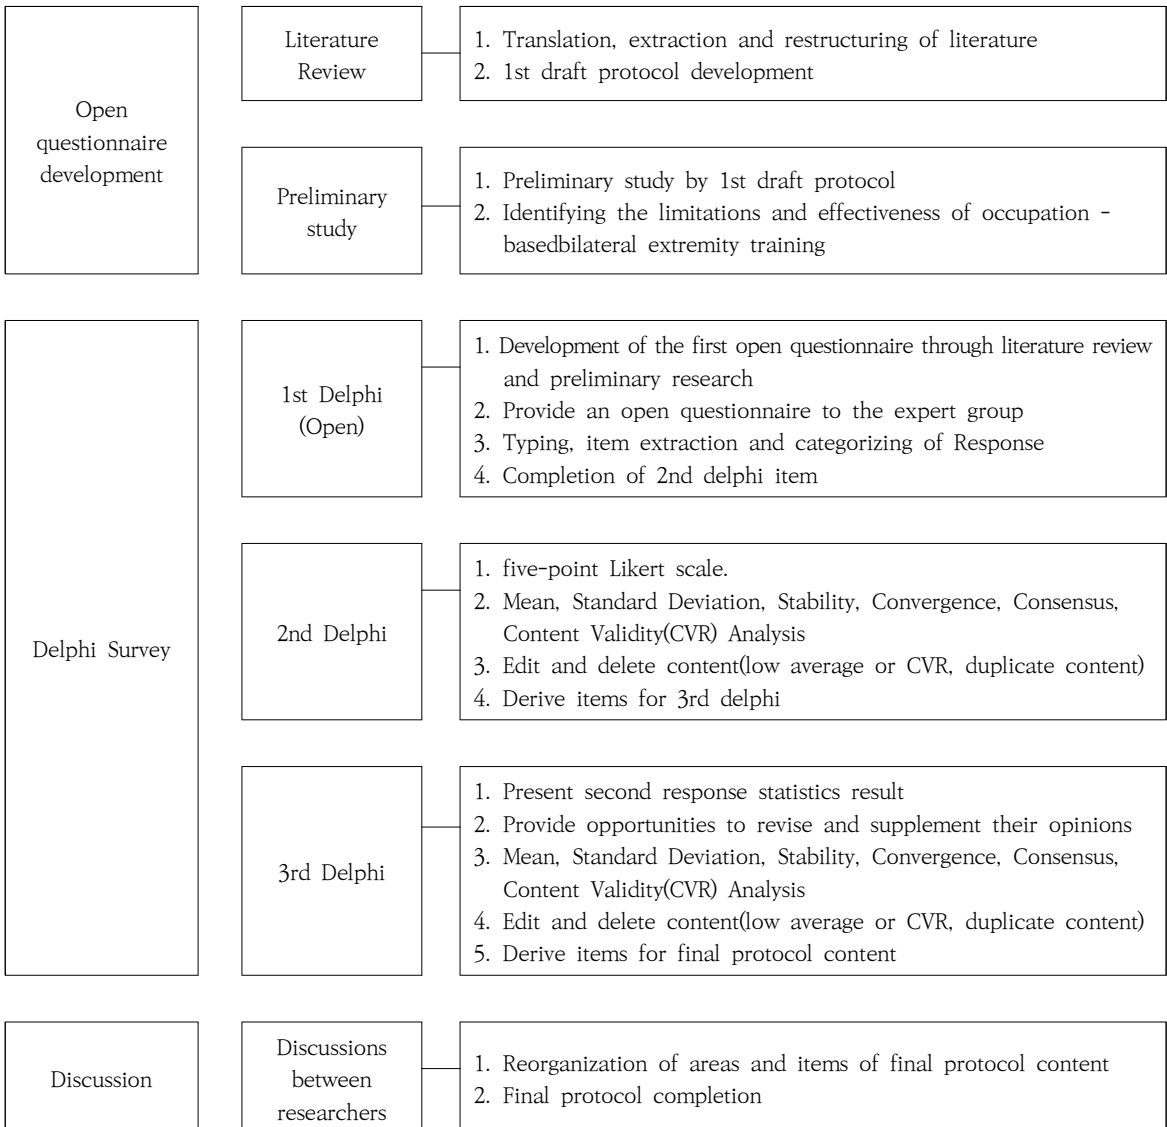 Open
questionnaire
development
Literature
Review
1. Translation, extraction and restructuring of literature
2. 1st draft protocol development
Preliminary
study
1. Preliminary study by 1st draft protocol
2. Identifying the limitations and effectiveness of occupation -
basedbilateral extremity training
Delphi Survey
1st Delphi
(Open)
1. Development of the first open questionnaire through literature review
and preliminary research
2. Provide an open questionnaire to the expert group
3. Typing, item extraction and categorizing of Response
4. Completion of 2nd delphi item
2nd Delphi
1. five-point Likert scale.
2. Mean, Standard Deviation, Stability, Convergence, Consensus,
Content Validity(CVR) Analysis
3. Edit and delete content(low average or CVR, duplicate content)
4. Derive items for 3rd delphi
3rd Delphi
1. Present second response statistics result
2. Provide opportunities to revise and supplement their opinions
3. Mean, Standard Deviation, Stability, Convergence, Consensus,
Content Validity(CVR) Analysis
4. Edit and delete content(low average or CVR, duplicate content)
5. Derive items for final protocol content
Discussion
Discussions
between
researchers
1. Reorganization of areas and items of final protocol content
2. Final protocol completion